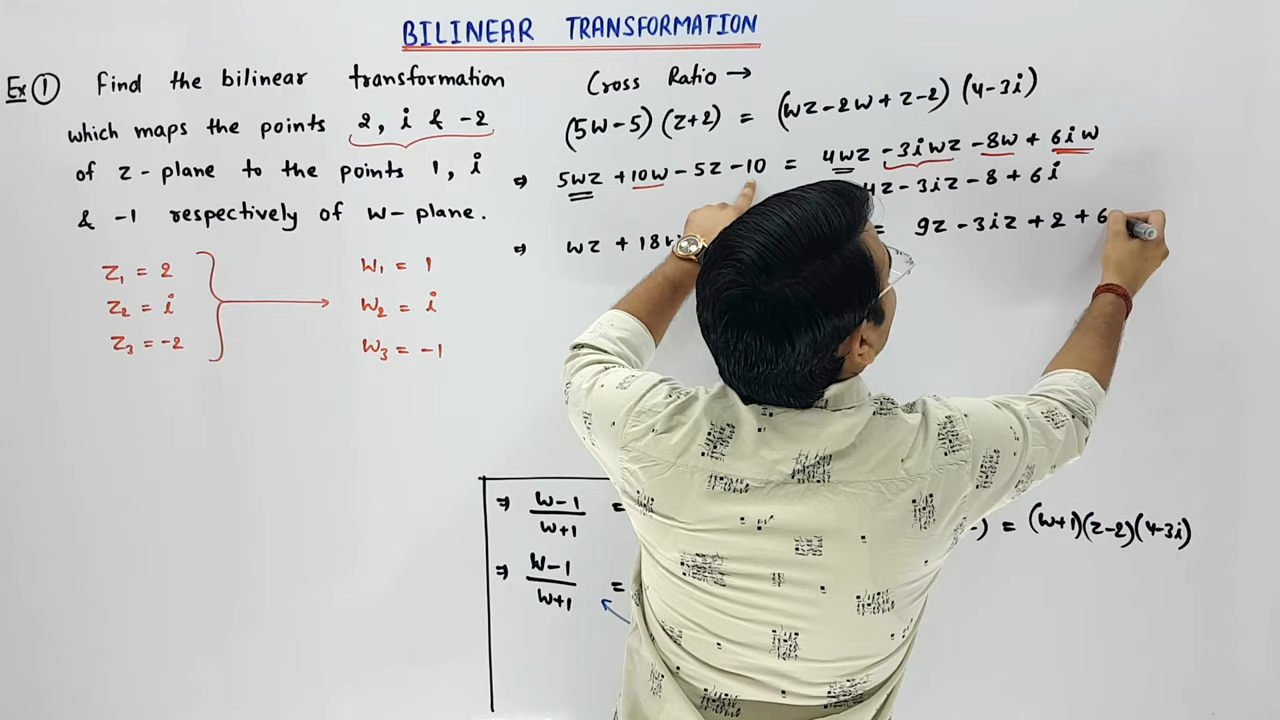 BILINEAR TRANSFORMATION
Ex ① Find the bilinear transformation
which maps the points 2, i & -2
of z-plane to the points 1, i
& -1 respectively of w-plane.
z₁ = 2
w₁ = 1
z₂ = i
w₂ = i
z₃ = -2
w₃ = -1
Cross Ratio →
(5w-5)(z+2) = (wz-2w+z-2)(4-3i)
⇒ 5wz +10w -5z -10 = 4wz -3iwz -8w + 6iw
4z -3iz -8 + 6i
⇒ wz + 18w = 9z -3iz +2 + 6
⇒ w-1/w+1 = ) = (w+1)(z-2)(4-3i)
⇒ w-1/w+1 =